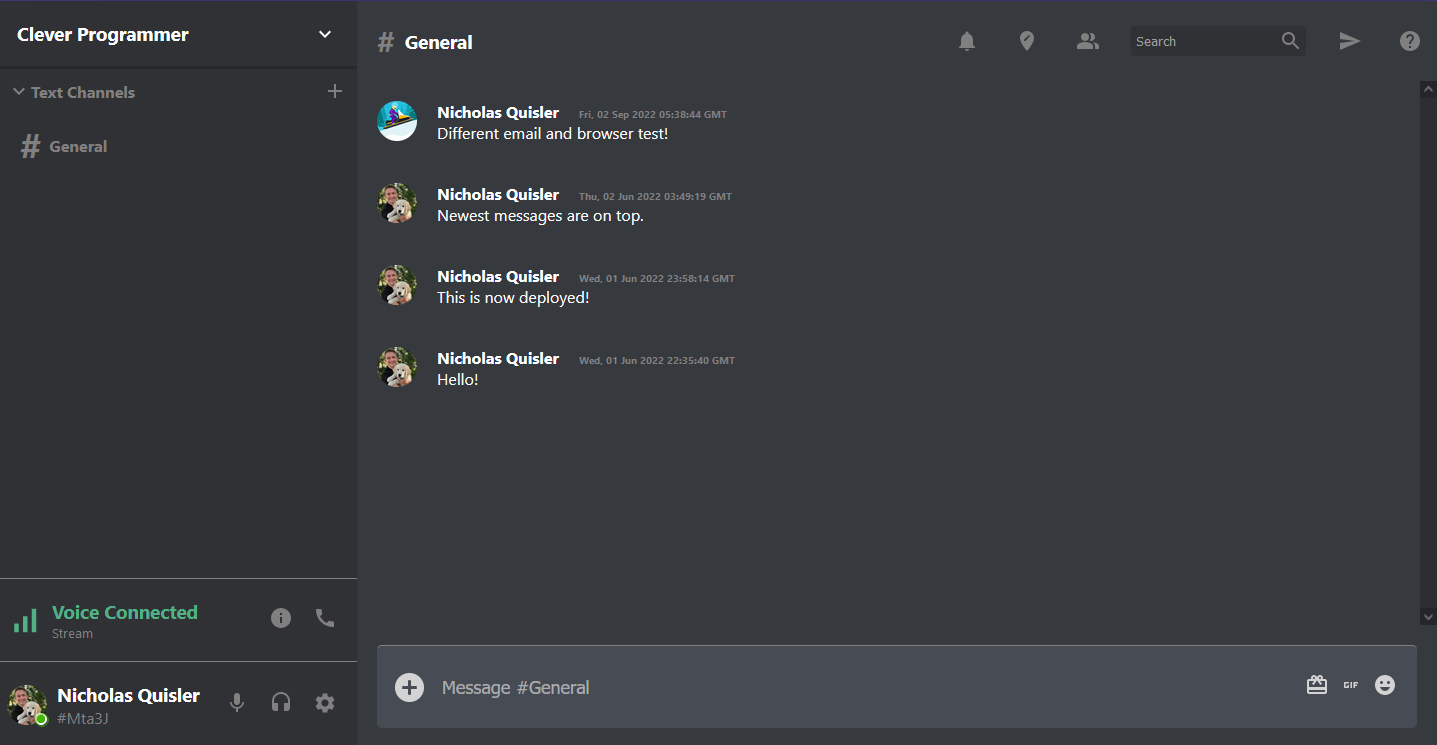 Clever Programmer
Text Channels
# General
Voice Connected
Stream
Nicholas Quisler
#Mta3J
# General
Search
Nicholas Quisler Fri, 02 Sep 2022 05:38:44 GMT
Different email and browser test!
Nicholas Quisler Thu, 02 Jun 2022 03:49:19 GMT
Newest messages are on top.
Nicholas Quisler Wed, 01 Jun 2022 23:58:14 GMT
This is now deployed!
Nicholas Quisler Wed, 01 Jun 2022 22:35:40 GMT
Hello!
Message #General
GIF